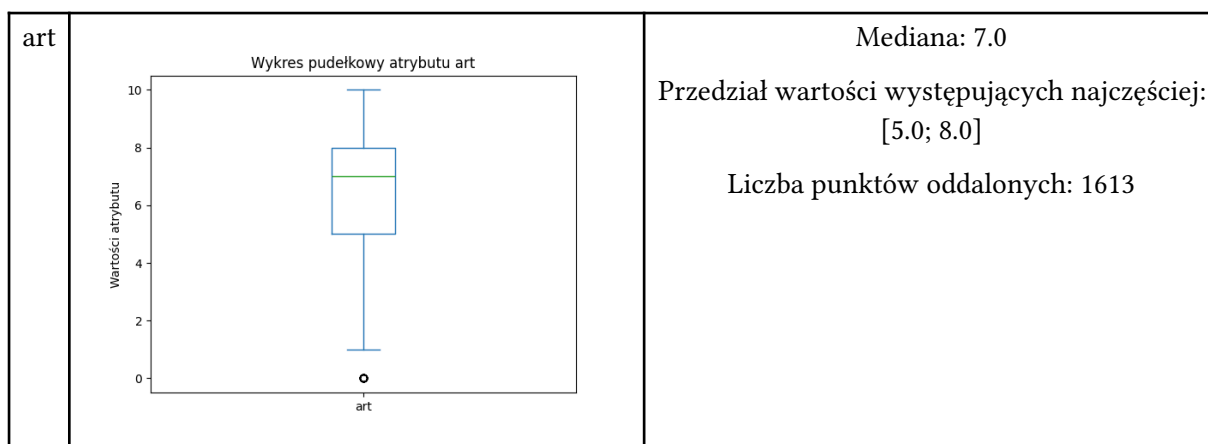 art
Wykres pudełkowy atrybutu art
10
8
6
4
2
0
Wartości atrybutu
art
Mediana: 7.0
Przedział wartości występujących najczęściej:
[5.0; 8.0]
Liczba punktów oddalonych: 1613